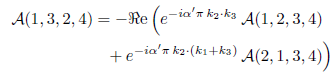 𝒜(1,3,2,4) = −ℜe ( e^{−iα′π k₂·k₃} 𝒜(1,2,3,4)
+ e^{−iα′π k₂·(k₁+k₃)} 𝒜(2,1,3,4) )